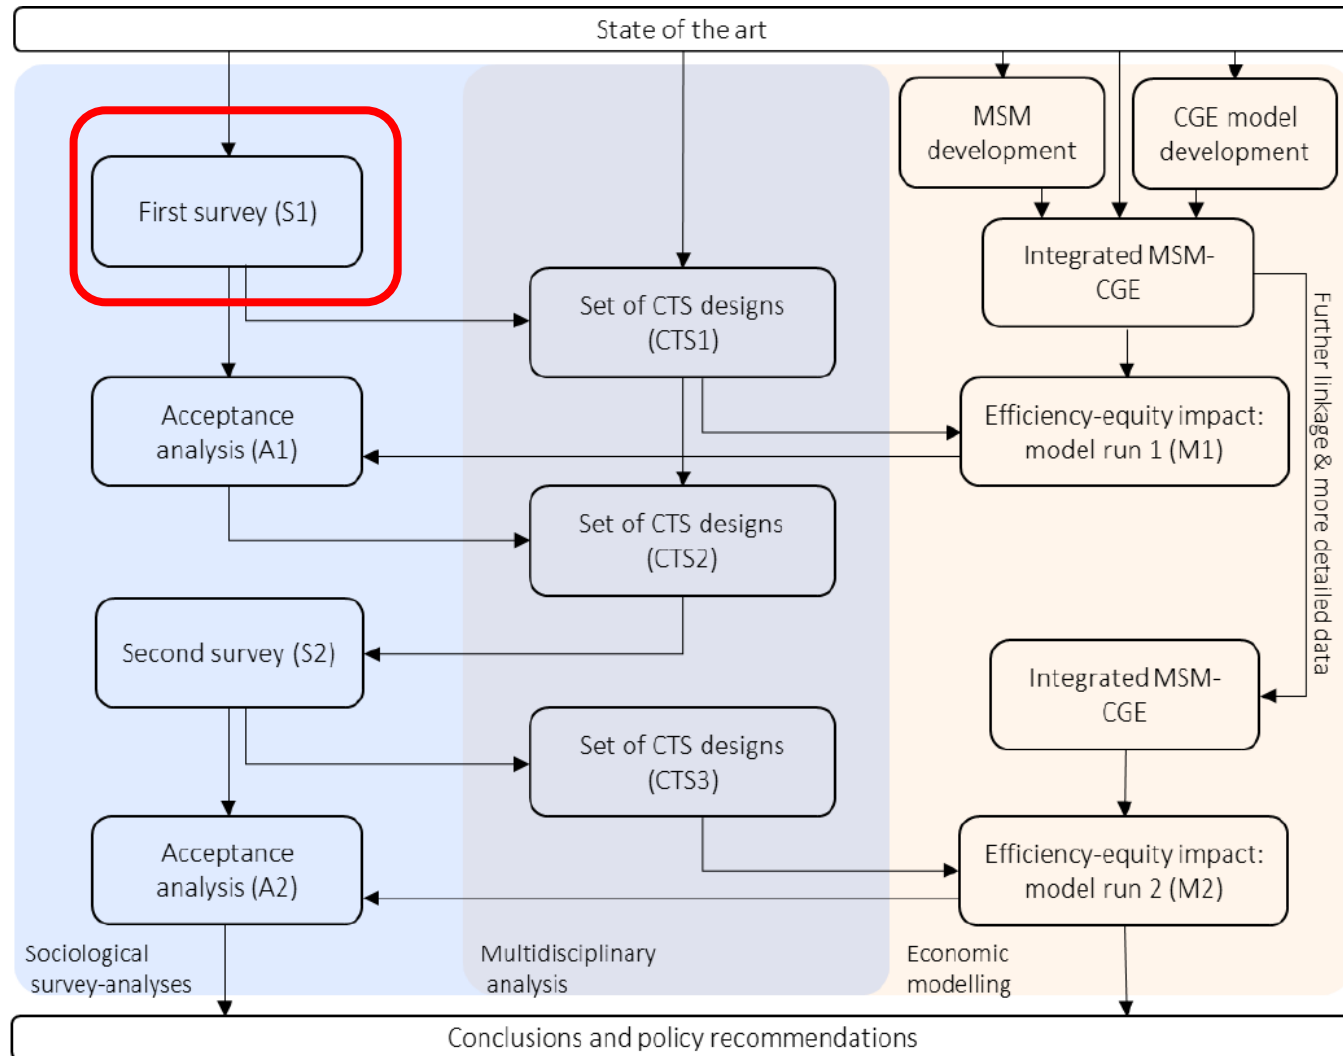 State of the art
MSM
development
CGE model
development
First survey (S1)
Integrated MSM-
CGE
Set of CTS designs
(CTS1)
Further linkage & more detailed data
Acceptance
analysis (A1)
Efficiency-equity impact:
model run 1 (M1)
Set of CTS designs
(CTS2)
Second survey (S2)
Integrated MSM-
CGE
Set of CTS designs
(CTS3)
Acceptance
analysis (A2)
Efficiency-equity impact:
model run 2 (M2)
Sociological
survey-analyses
Multidisciplinary
analysis
Economic
modelling
Conclusions and policy recommendations